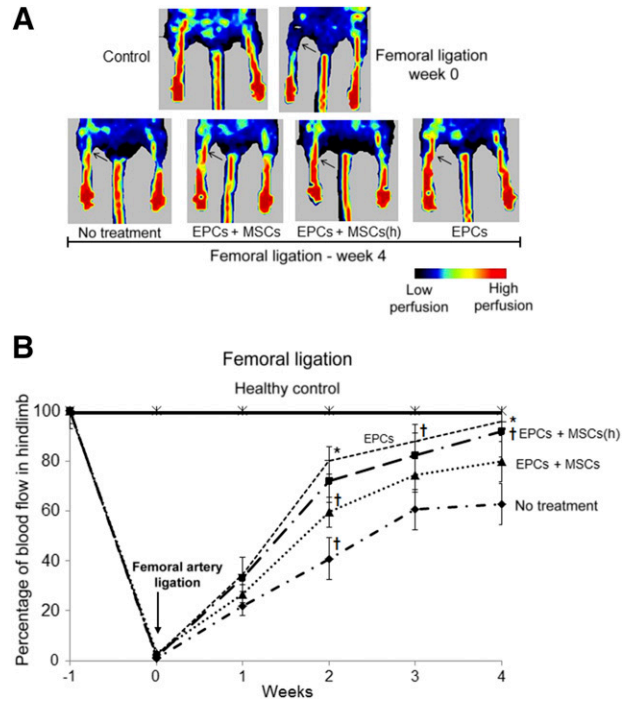 A
Control
Femoral ligation
week 0
No treatment
EPCs + MSCs
EPCs + MSCs(h)
EPCs
Femoral ligation - week 4
Low
perfusion
High
perfusion
B
Femoral ligation
Healthy control
Percentage of blood flow in hindlimb
100
80
60
40
20
0
Femoral artery
ligation
EPCs
*
†
*
† EPCs + MSCs(h)
†
EPCs + MSCs
†
No treatment
-1
0
1
2
3
4
Weeks